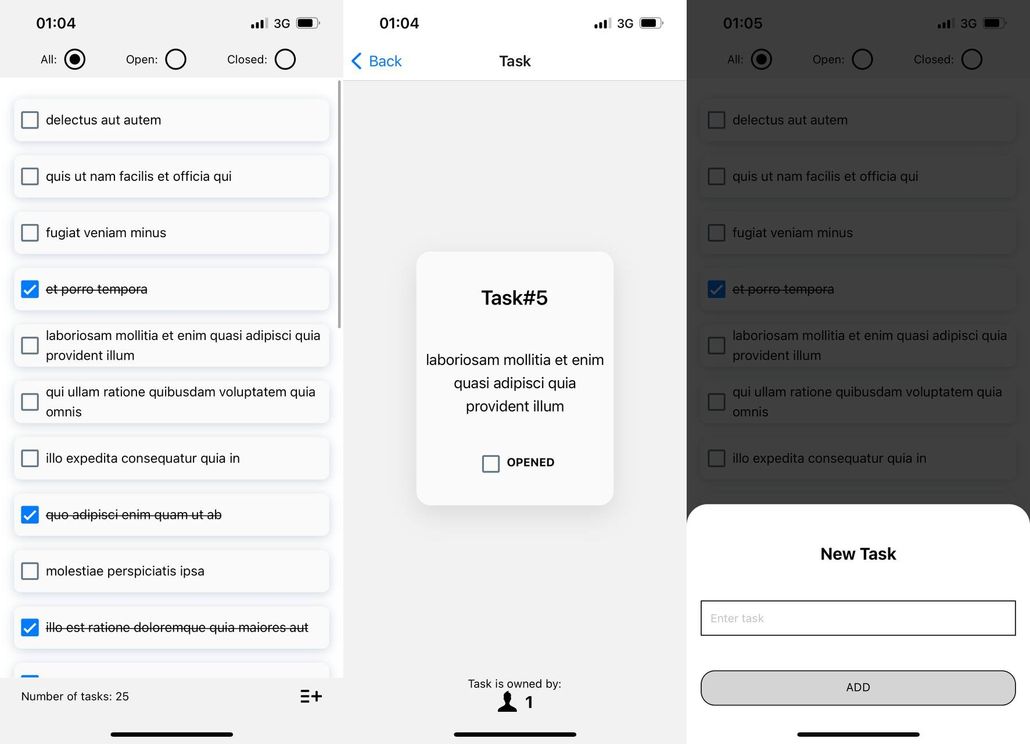 01:04 3G
All: Open: Closed:
delectus aut autem
quis ut nam facilis et officia qui
fugiat veniam minus
et porro tempora
laboriosam mollitia et enim quasi adipisci quia
provident illum
qui ullam ratione quibusdam voluptatem quia
omnis
illo expedita consequatur quia in
quo adipisci enim quam ut ab
molestiae perspiciatis ipsa
illo est ratione doloremque quia maiores aut
Number of tasks: 25
01:04 3G
Back Task
Task#5
laboriosam mollitia et enim
quasi adipisci quia
provident illum
OPENED
Task is owned by:
1
01:05 3G
All: Open: Closed:
delectus aut autem
quis ut nam facilis et officia qui
fugiat veniam minus
et porro tempora
laboriosam mollitia et enim quasi adipisci quia
provident illum
qui ullam ratione quibusdam voluptatem quia
omnis
illo expedita consequatur quia in
New Task
Enter task
ADD